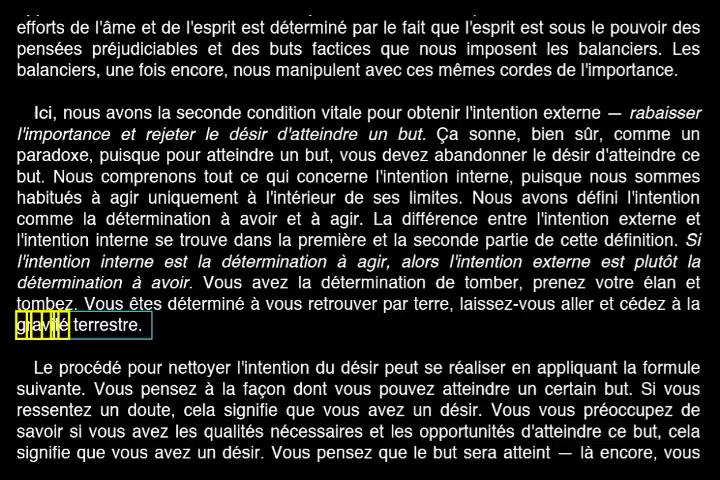 efforts de l'âme et de l'esprit est déterminé par le fait que l'esprit est sous le pouvoir des
pensées préjudiciables et des buts factices que nous imposent les balanciers. Les
balanciers, une fois encore, nous manipulent avec ces mêmes cordes de l'importance.
Ici, nous avons la seconde condition vitale pour obtenir l'intention externe — rabaisser
l'importance et rejeter le désir d'atteindre un but. Ça sonne, bien sûr, comme un
paradoxe, puisque pour atteindre un but, vous devez abandonner le désir d'atteindre ce
but. Nous comprenons tout ce qui concerne l'intention interne, puisque nous sommes
habitués à agir uniquement à l'intérieur de ses limites. Nous avons défini l'intention
comme la détermination à avoir et à agir. La différence entre l'intention externe et
l'intention interne se trouve dans la première et la seconde partie de cette définition. Si
l'intention interne est la détermination à agir, alors l'intention externe est plutôt la
détermination à avoir. Vous avez la détermination de tomber, prenez votre élan et
tombez. Vous êtes déterminé à vous retrouver par terre, laissez-vous aller et cédez à la
gravité terrestre.
Le procédé pour nettoyer l'intention du désir peut se réaliser en appliquant la formule
suivante. Vous pensez à la façon dont vous pouvez atteindre un certain but. Si vous
ressentez un doute, cela signifie que vous avez un désir. Vous vous préoccupez de
savoir si vous avez les qualités nécessaires et les opportunités d'atteindre ce but, cela
signifie que vous avez un désir. Vous pensez que le but sera atteint — là encore, vous